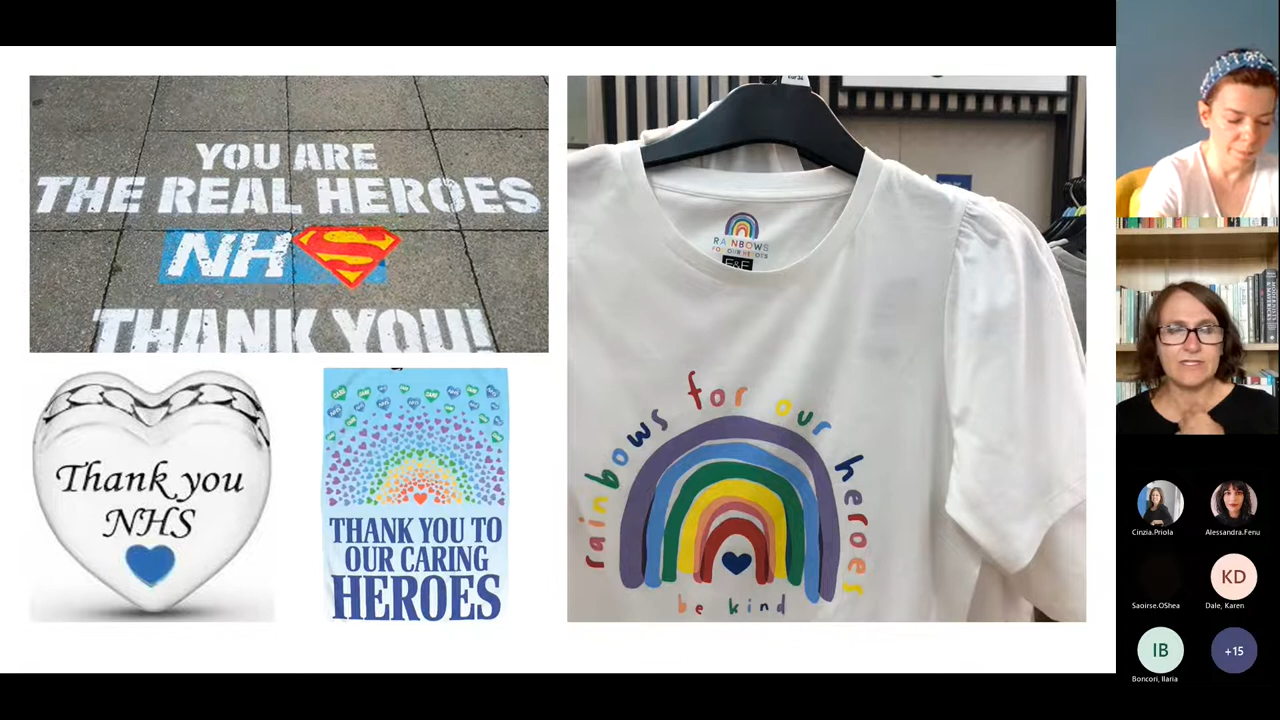 YOU ARE
THE REAL HEROES
NHS
THANK YOU!
Thank you
NHS
THANK YOU TO
OUR CARING
HEROES
RAINBOWS
FOR OUR HEROES
F&F
rainbows for our heroes
be kind
Cinzia.Priola
Alessandra.Fenu
KD
Saoirse.OShea
Dale, Karen
IB
+15
Boncori, Ilaria